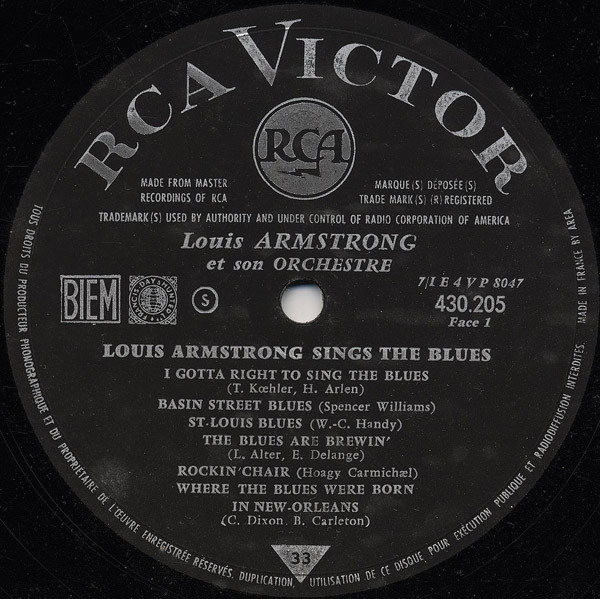 RCA VICTOR
RCA
MADE FROM MASTER
RECORDINGS OF RCA
MARQUE(S) DÉPOSÉE(S)
TRADE MARK(S) (R) REGISTERED
TRADEMARK(S) USED BY AUTHORITY AND UNDER CONTROL OF RADIO CORPORATION OF AMERICA
Louis ARMSTRONG
et son ORCHESTRE
BIEM
FRANCIS DAY & HUNTER
S
7/1 E 4 V P 8047
430.205
Face 1
LOUIS ARMSTRONG SINGS THE BLUES
I GOTTA RIGHT TO SING THE BLUES
(T. Kœhler, H. Arlen)
BASIN STREET BLUES (Spencer Williams)
ST-LOUIS BLUES (W.-C. Handy)
THE BLUES ARE BREWIN'
(L. Alter, E. Delange)
ROCKIN'CHAIR (Hoagy Carmichæl)
WHERE THE BLUES WERE BORN
IN NEW-ORLEANS
(C. Dixon B. Carleton)
33
TOUS DROITS DU PRODUCTEUR PHONOGRAPHIQUE ET DU PROPRIÉTAIRE DE L'ŒUVRE ENREGISTRÉE RÉSERVÉS. DUPLICATION, UTILISATION DE CE DISQUE, POUR EXÉCUTION PUBLIQUE ET RADIODIFFUSION INTERDITES. MADE IN FRANCE BY AREA